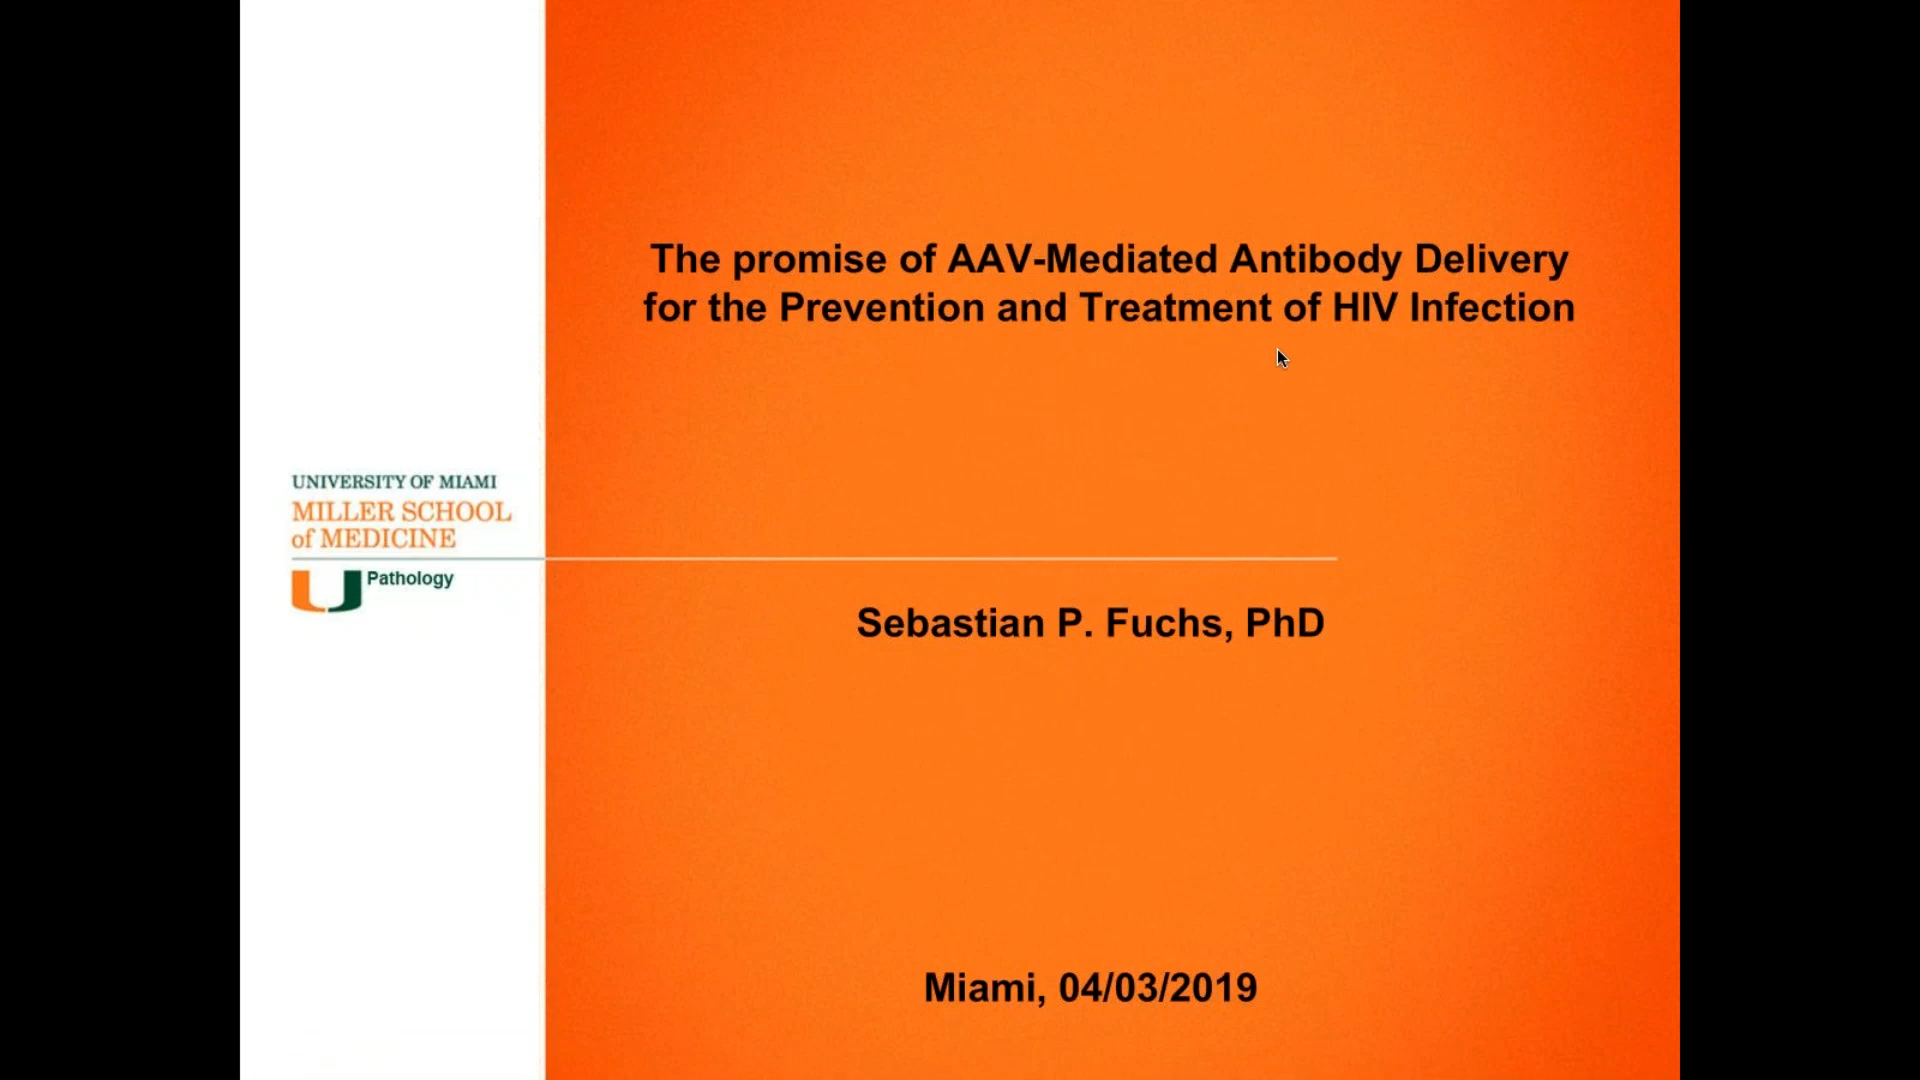 The promise of AAV-Mediated Antibody Delivery
for the Prevention and Treatment of HIV Infection
UNIVERSITY OF MIAMI
MILLER SCHOOL
of MEDICINE
Pathology
Sebastian P. Fuchs, PhD
Miami, 04/03/2019